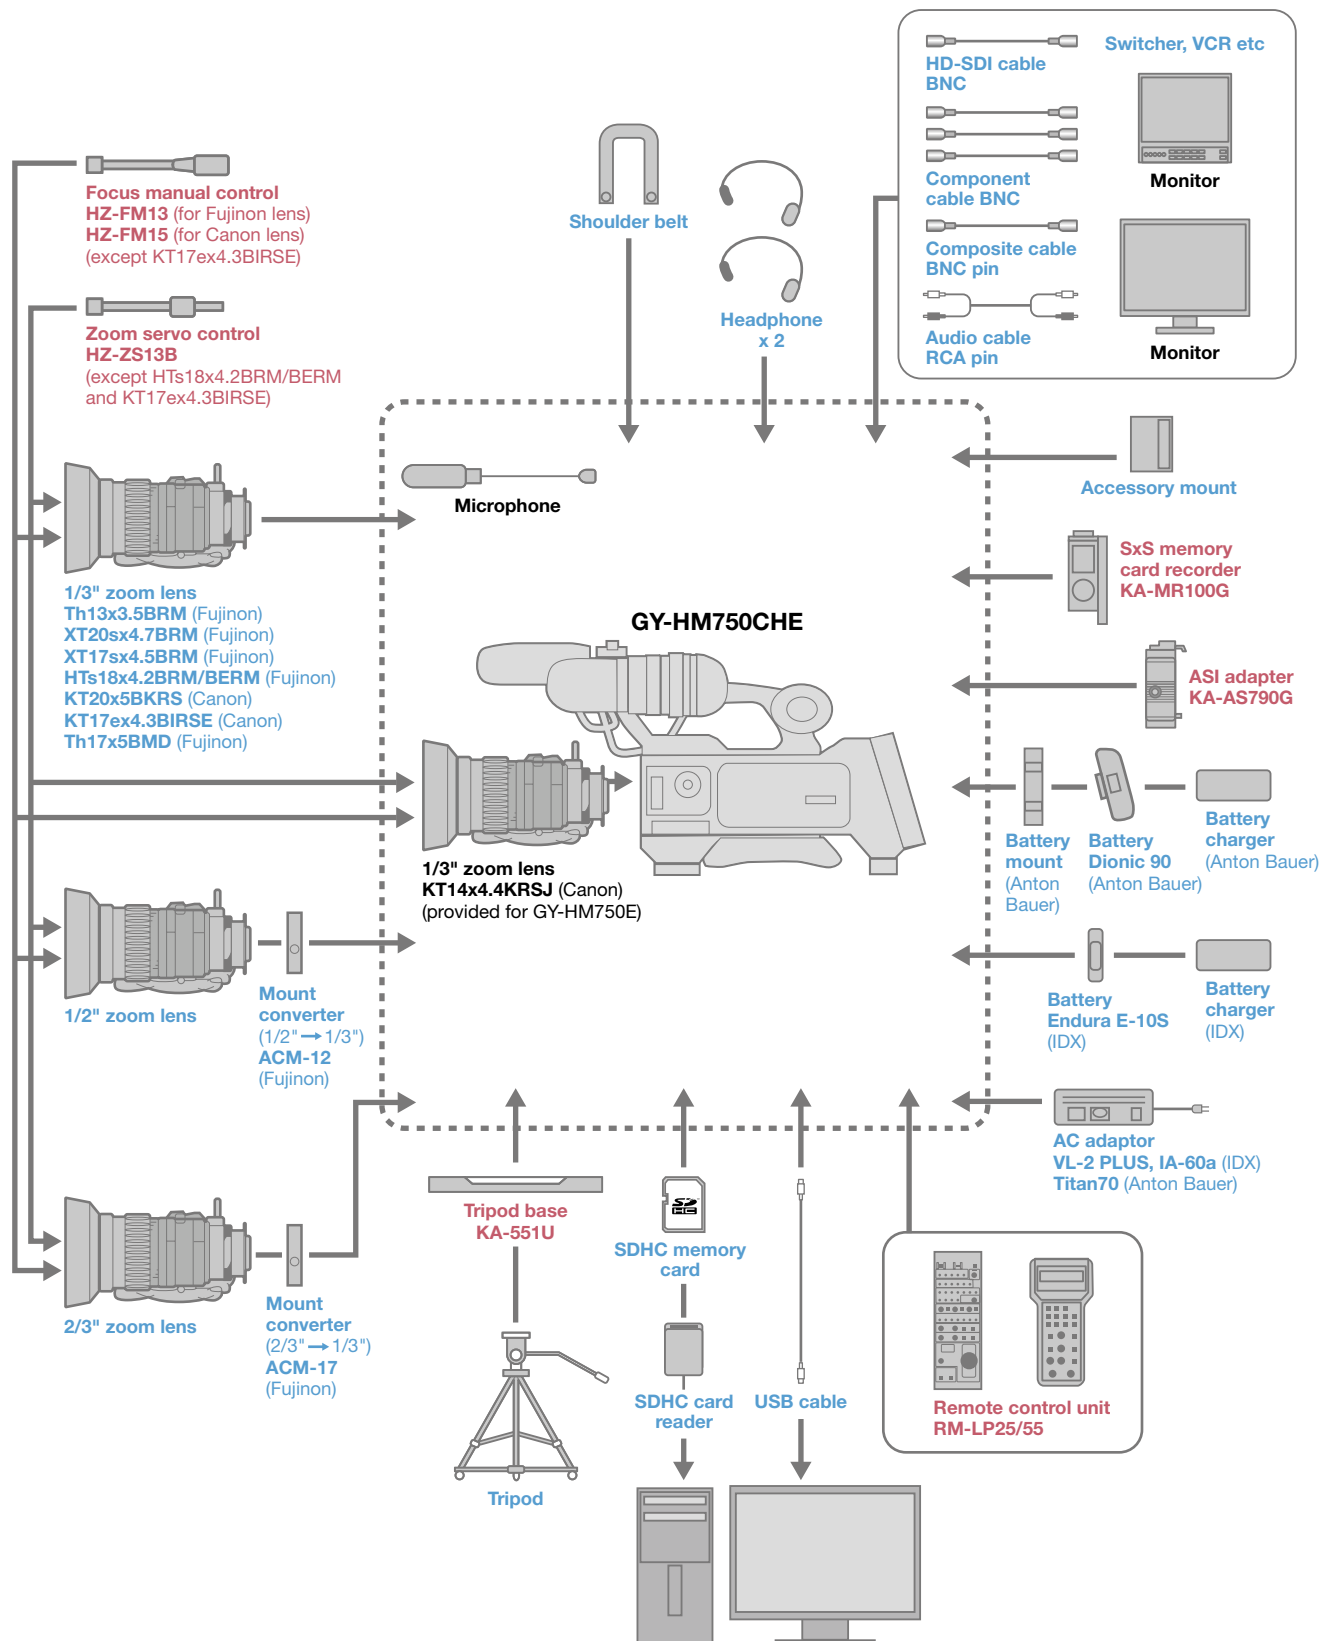 HD-SDI cable
BNC
Switcher, VCR etc
Component
cable BNC
Monitor
Composite cable
BNC pin
Audio cable
RCA pin
Monitor
Focus manual control
HZ-FM13 (for Fujinon lens)
HZ-FM15 (for Canon lens)
(except KT17ex4.3BIRSE)
Zoom servo control
HZ-ZS13B
(except HTs18x4.2BRM/BERM
and KT17ex4.3BIRSE)
Shoulder belt
Headphone
x 2
Microphone
Accessory mount
SxS memory
card recorder
KA-MR100G
1/3" zoom lens
Th13x3.5BRM (Fujinon)
XT20sx4.7BRM (Fujinon)
XT17sx4.5BRM (Fujinon)
HTs18x4.2BRM/BERM (Fujinon)
KT20x5BKRS (Canon)
KT17ex4.3BIRSE (Canon)
Th17x5BMD (Fujinon)
GY-HM750CHE
ASI adapter
KA-AS790G
1/3" zoom lens
KT14x4.4KRSJ (Canon)
(provided for GY-HM750E)
Battery
mount
(Anton
Bauer)
Battery
Dionic 90
(Anton Bauer)
Battery
charger
(Anton Bauer)
1/2" zoom lens
Mount
converter
(1/2" → 1/3")
ACM-12
(Fujinon)
Battery
Endura E-10S
(IDX)
Battery
charger
(IDX)
AC adaptor
VL-2 PLUS, IA-60a (IDX)
Titan70 (Anton Bauer)
2/3" zoom lens
Mount
converter
(2/3" → 1/3")
ACM-17
(Fujinon)
Tripod base
KA-551U
Tripod
SD
HC
SDHC memory
card
SDHC card
reader
USB cable
Remote control unit
RM-LP25/55